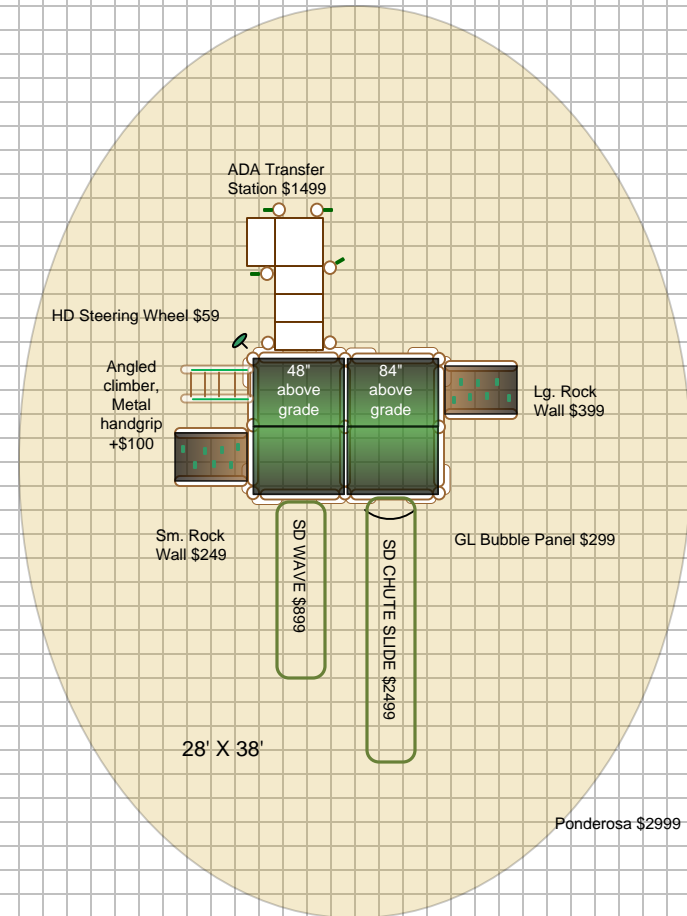 ADA Transfer
Station $1499
HD Steering Wheel $59
Angled
climber,
Metal
handgrip
+$100
48"
above
grade
84"
above
grade
Lg. Rock
Wall $399
Sm. Rock
Wall $249
SD WAVE $899
SD CHUTE SLIDE $2499
GL Bubble Panel $299
28' X 38'
Ponderosa $2999